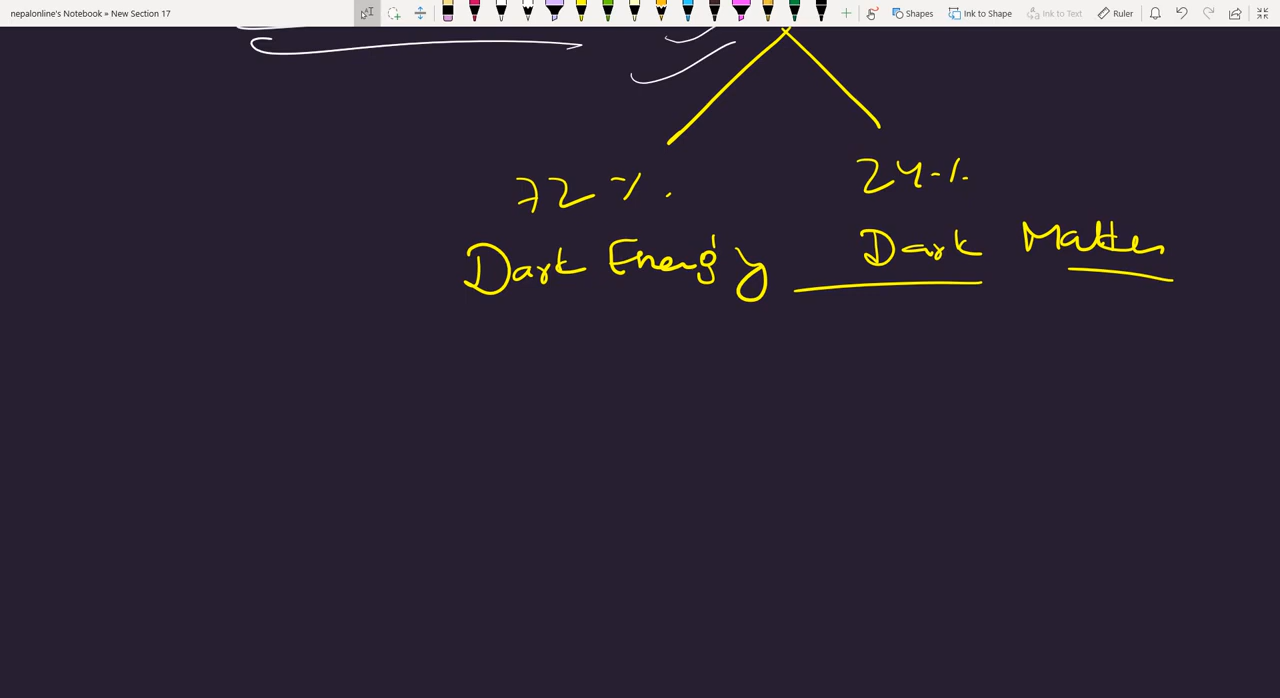 nepalonline's Notebook » New Section 17
Shapes Ink to Shape Ink to Text Ruler
72 % 24 %
Dark Energy Dark Matter